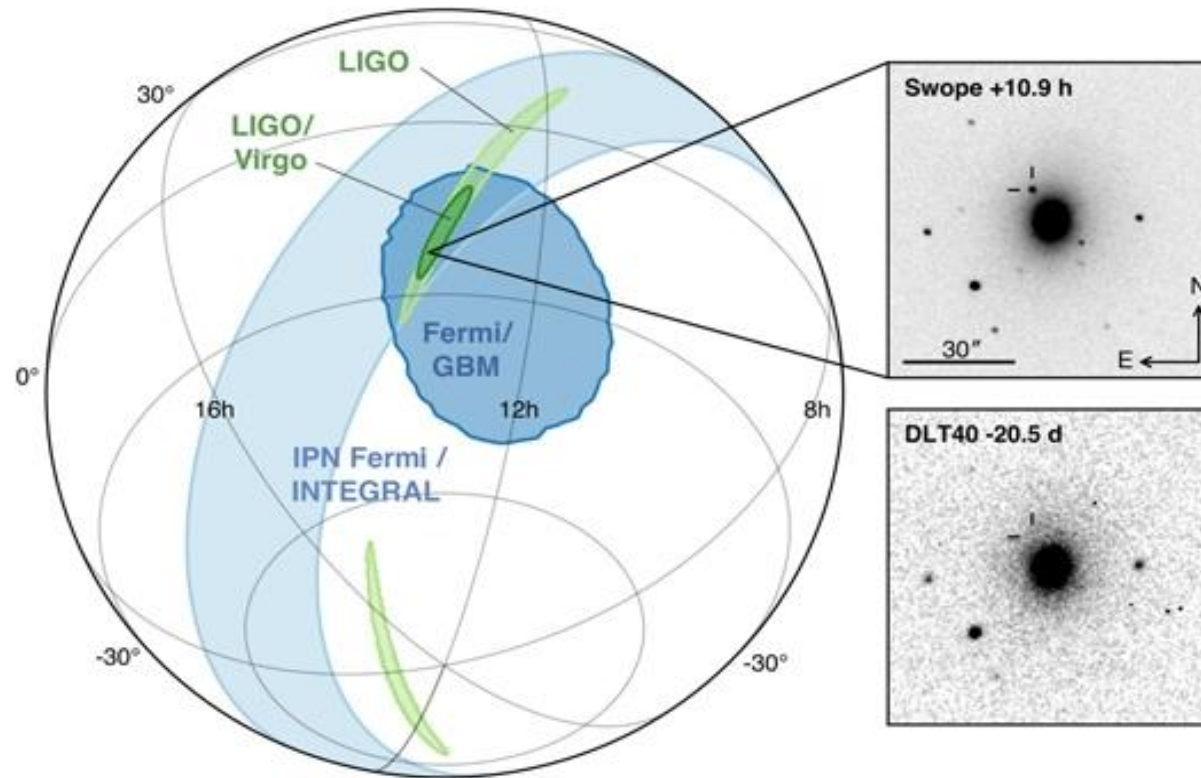 LIGO
30°
LIGO/
Virgo
Fermi/
GBM
0°
16h
12h
8h
IPN Fermi /
INTEGRAL
-30°
-30°
Swope +10.9 h
N
30"
E
DLT40 -20.5 d